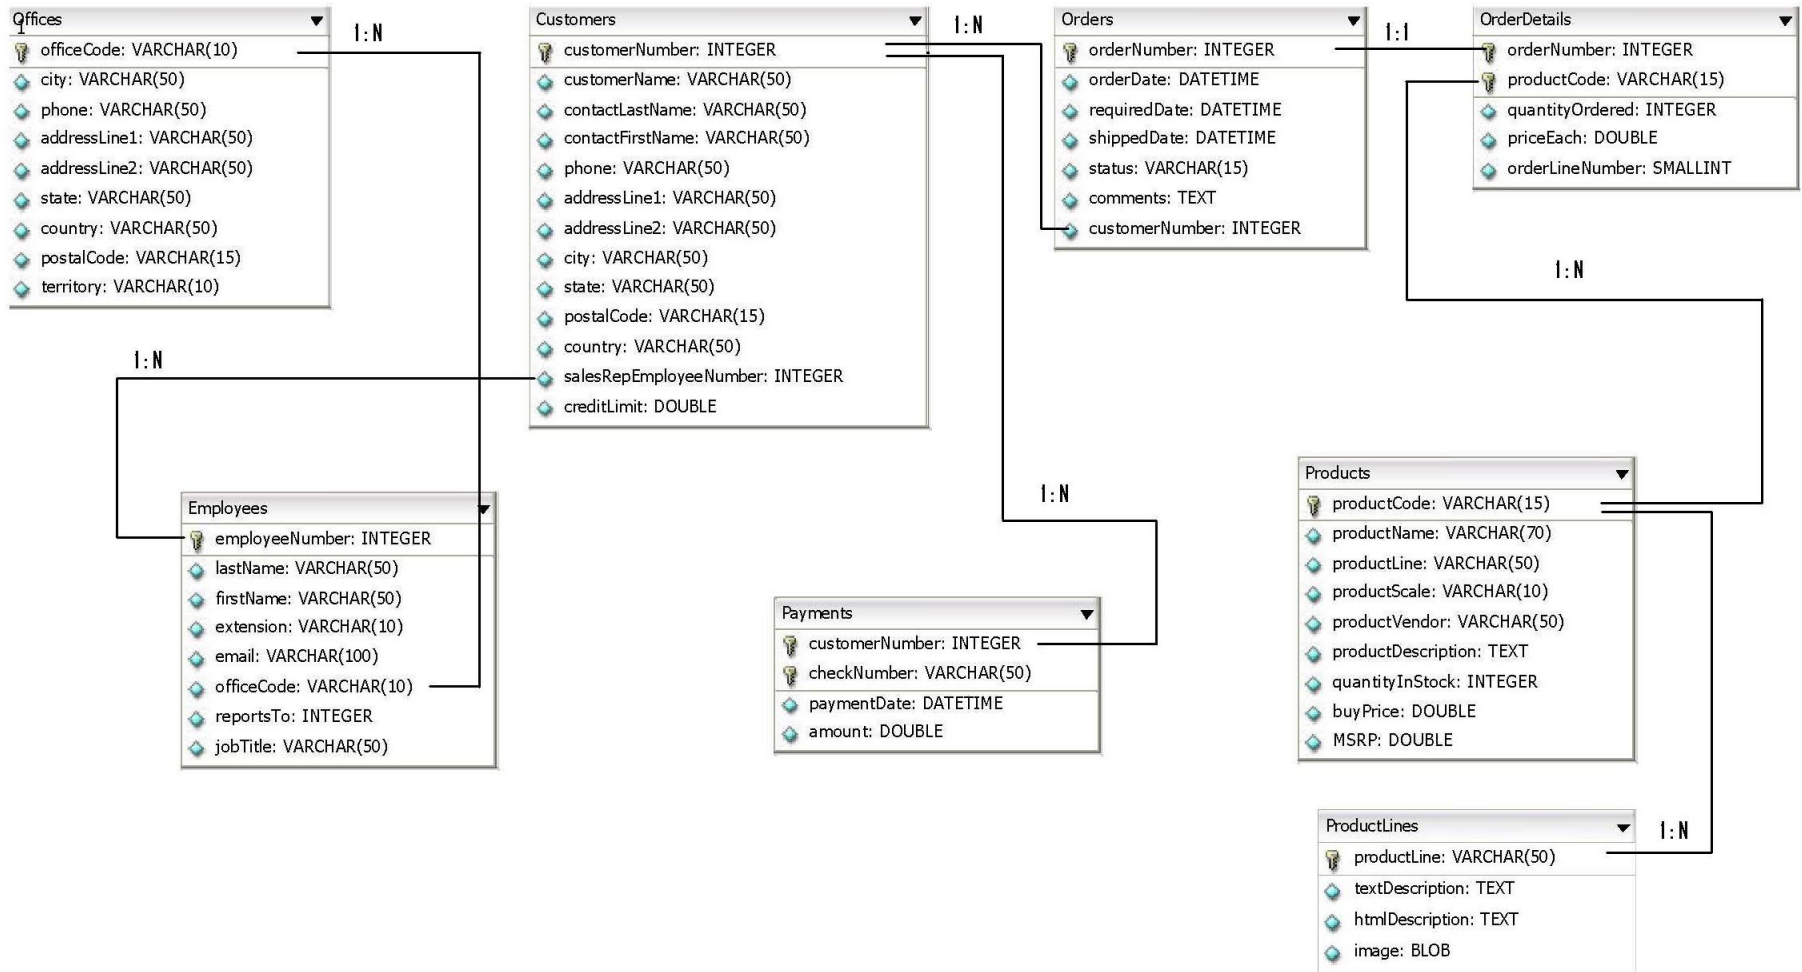 Offices
1
officeCode: VARCHAR(10)
city: VARCHAR(50)
phone: VARCHAR(50)
addressLine1: VARCHAR(50)
addressLine2: VARCHAR(50)
state: VARCHAR(50)
country: VARCHAR(50)
postalCode: VARCHAR(15)
territory: VARCHAR(10)
1:N
Customers
customerNumber: INTEGER
customerName: VARCHAR(50)
contactLastName: VARCHAR(50)
contactFirstName: VARCHAR(50)
phone: VARCHAR(50)
addressLine1: VARCHAR(50)
addressLine2: VARCHAR(50)
city: VARCHAR(50)
state: VARCHAR(50)
postalCode: VARCHAR(15)
country: VARCHAR(50)
salesRepEmployeeNumber: INTEGER
creditLimit: DOUBLE
1:N
Orders
orderNumber: INTEGER
orderDate: DATETIME
requiredDate: DATETIME
shippedDate: DATETIME
status: VARCHAR(15)
comments: TEXT
customerNumber: INTEGER
1:1
OrderDetails
orderNumber: INTEGER
productCode: VARCHAR(15)
quantityOrdered: INTEGER
priceEach: DOUBLE
orderLineNumber: SMALLINT
1:N
1:N
Employees
employeeNumber: INTEGER
lastName: VARCHAR(50)
firstName: VARCHAR(50)
extension: VARCHAR(10)
email: VARCHAR(100)
officeCode: VARCHAR(10)
reportsTo: INTEGER
jobTitle: VARCHAR(50)
1:N
Payments
customerNumber: INTEGER
checkNumber: VARCHAR(50)
paymentDate: DATETIME
amount: DOUBLE
Products
productCode: VARCHAR(15)
productName: VARCHAR(70)
productLine: VARCHAR(50)
productScale: VARCHAR(10)
productVendor: VARCHAR(50)
productDescription: TEXT
quantityInStock: INTEGER
buyPrice: DOUBLE
MSRP: DOUBLE
1:N
ProductLines
productLine: VARCHAR(50)
textDescription: TEXT
htmlDescription: TEXT
image: BLOB